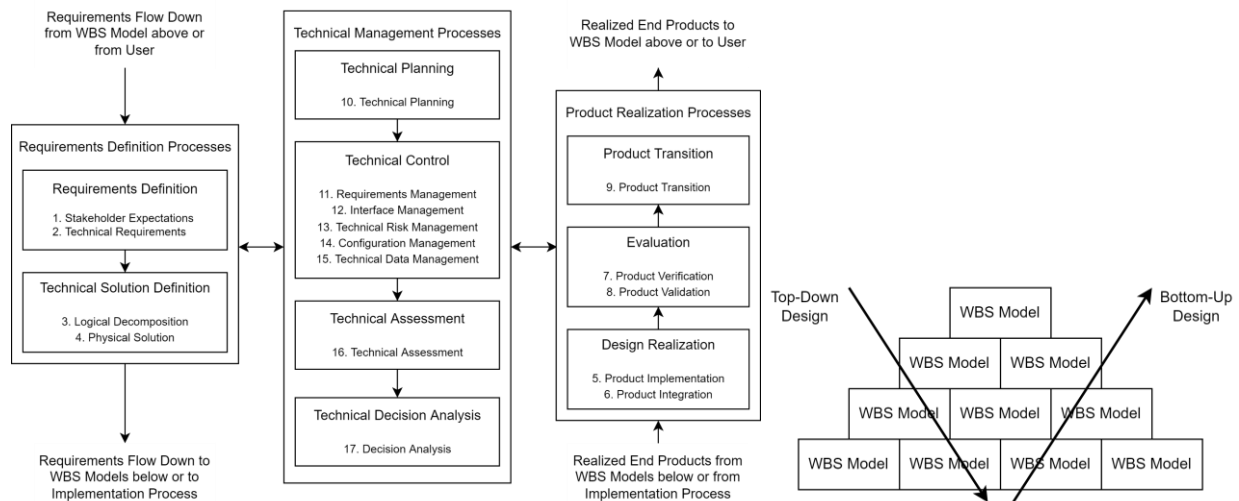 Requirements Flow Down
from WBS Model above or
from User
Requirements Definition Processes
Requirements Definition
1. Stakeholder Expectations
2. Technical Requirements
Technical Solution Definition
3. Logical Decomposition
4. Physical Solution
Requirements Flow Down to
WBS Models below or to
Implementation Process
Technical Management Processes
Technical Planning
10. Technical Planning
Technical Control
11. Requirements Management
12. Interface Management
13. Technical Risk Management
14. Configuration Management
15. Technical Data Management
Technical Assessment
16. Technical Assessment
Technical Decision Analysis
17. Decision Analysis
Realized End Products to
WBS Model above or to User
Product Realization Processes
Product Transition
9. Product Transition
Evaluation
7. Product Verification
8. Product Validation
Design Realization
5. Product Implementation
6. Product Integration
Realized End Products from
WBS Models below or from
Implementation Process
Top-Down
Design
Bottom-Up
Design
WBS Model
WBS Model WBS Model
WBS Model WBS Model WBS Model
WBS Model WBS Model WBS Model WBS Model